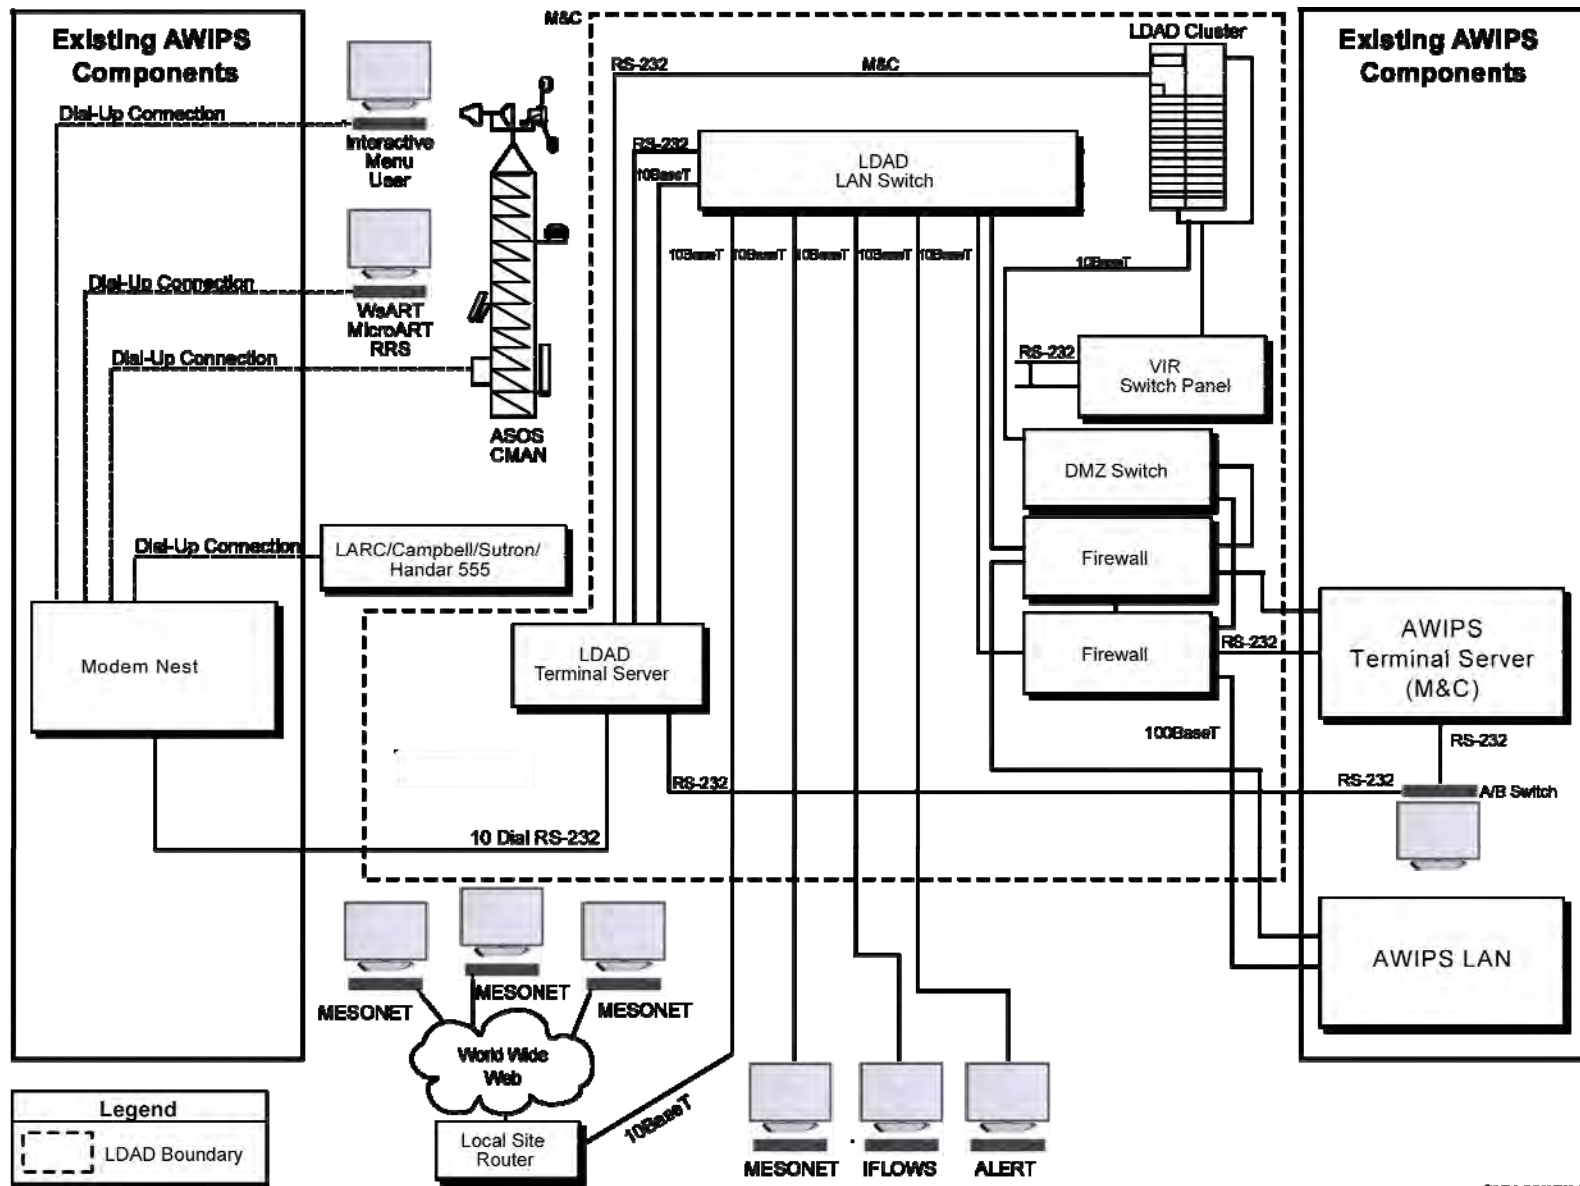 Existing AWIPS
Components
Dial-Up Connection
Interactive
Menu
User
Dial-Up Connection
WsART
MicroART
RRS
Dial-Up Connection
ASOS
CMAN
Dial-Up Connection
LARC/Campbell/Sutron/
Handar 555
Modem Nest
M&C
RS-232
M&C
LDAD Cluster
RS-232
10BaseT
LDAD
LAN Switch
10BaseT
10BaseT
10BaseT
10BaseT
10BaseT
10BaseT
RS-232
VIR
Switch Panel
DMZ Switch
Firewall
Firewall
RS-232
LDAD
Terminal Server
100BaseT
RS-232
10 Dial RS-232
Existing AWIPS
Components
AWIPS
Terminal Server
(M&C)
RS-232
RS-232
A/B Switch
AWIPS LAN
MESONET
MESONET
MESONET
World Wide
Web
Local Site
Router
10BaseT
MESONET
IFLOWS
ALERT
Legend
LDAD Boundary